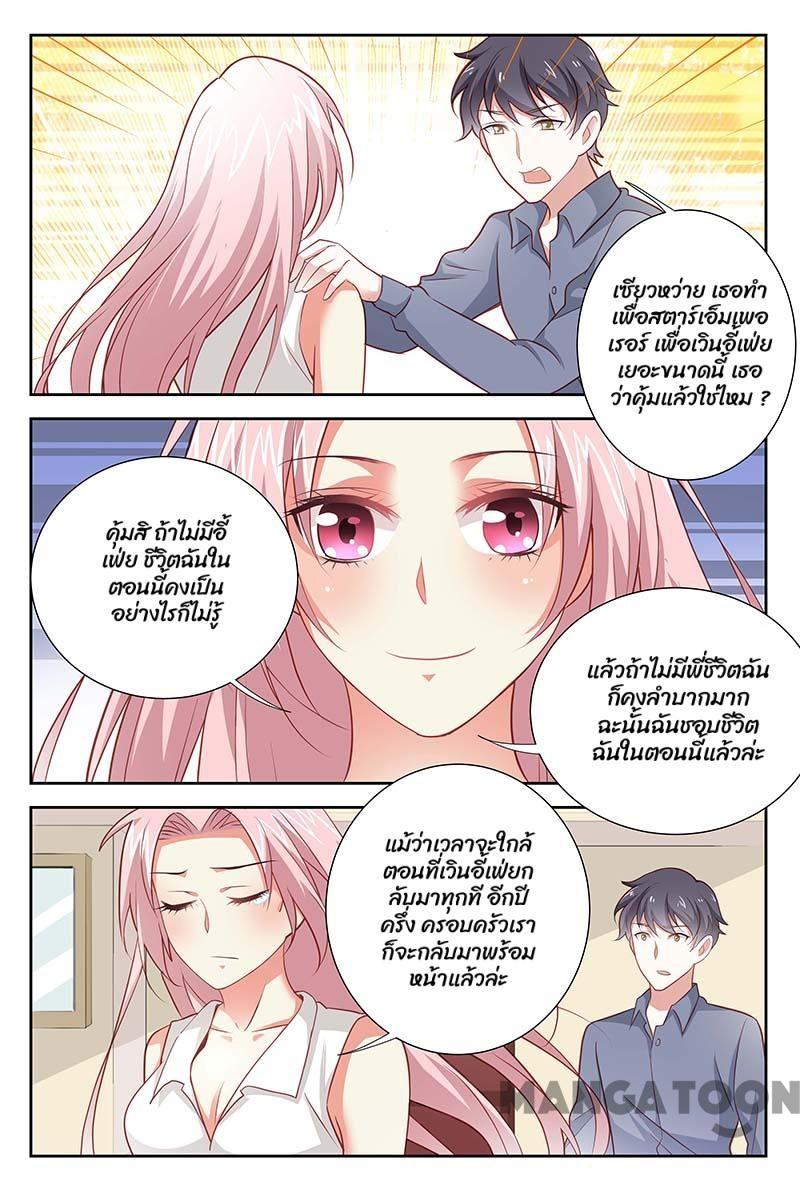 เซียวหว่าย เธอทำ
เพื่อสตาร์เอ็มเพอ
เรอร์ เพื่อเวินอี้เฟ่ย
เยอะขนาดนี้ เธอ
ว่าคุ้มแล้วใช่ไหม ?
คุ้มสิ ถ้าไม่มีอี้
เฟ่ย ชีวิตฉันใน
ตอนนี้คงเป็น
อย่างไรก็ไม่รู้
แล้วถ้าไม่มีพี่ชีวิตฉัน
ก็คงลำบากมาก
ฉะนั้นฉันชอบชีวิต
ฉันในตอนนี้แล้วล่ะ
แม้ว่าเวลาจะใกล้
ตอนที่เวินอี้เฟ่ยก
ลับมาทุกที อีกปี
ครึ่ง ครอบครัวเรา
ก็จะกลับมาพร้อม
หน้าแล้วล่ะ
MANGATOON